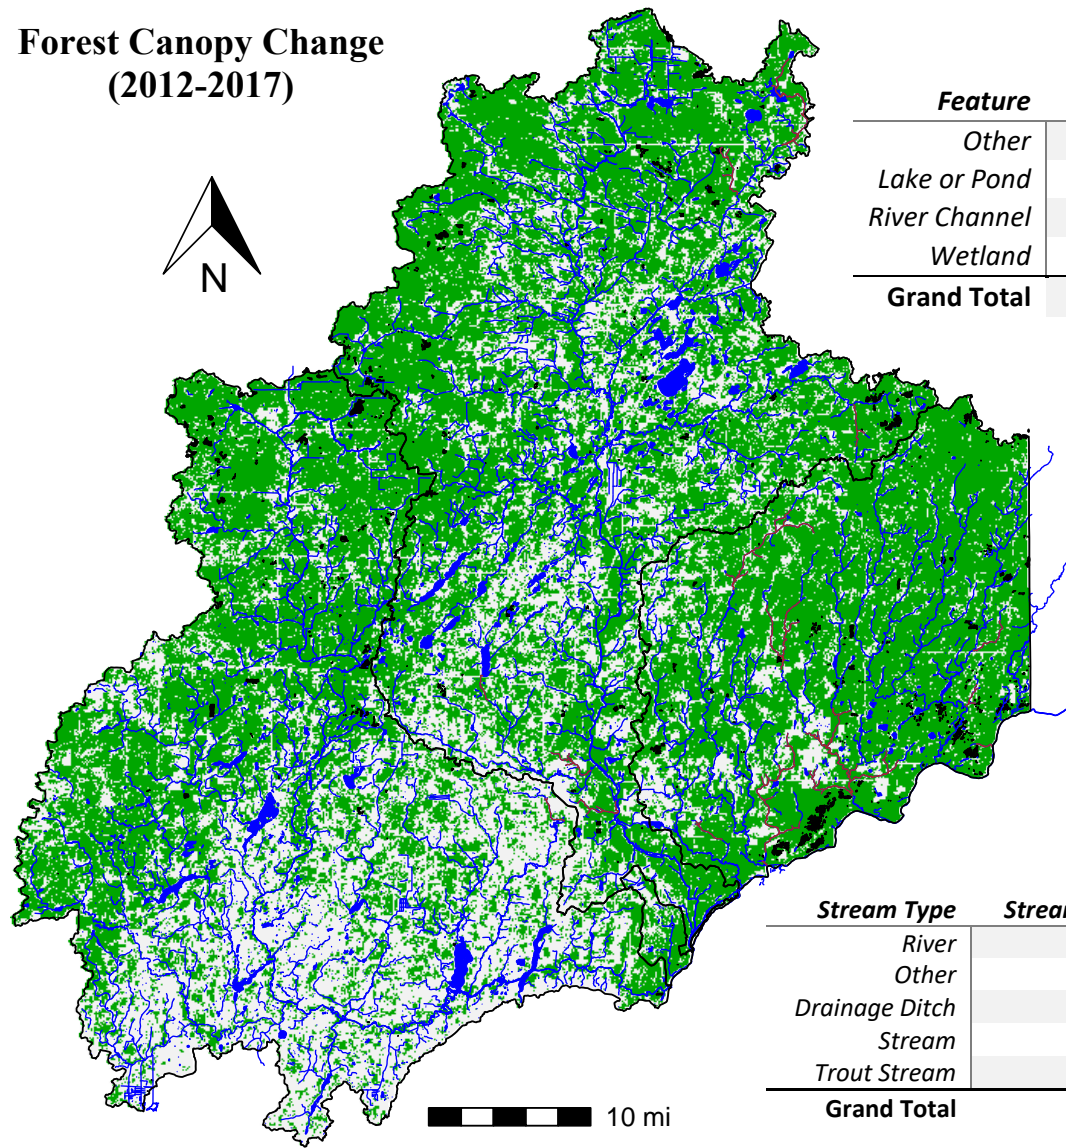 Forest Canopy Change
(2012-2017)
N
Feature
Other
Lake or Pond
River Channel
Wetland
Grand Total
Stream Type Strear
River
Other
Drainage Ditch
Stream
Trout Stream
Grand Total
10 mi